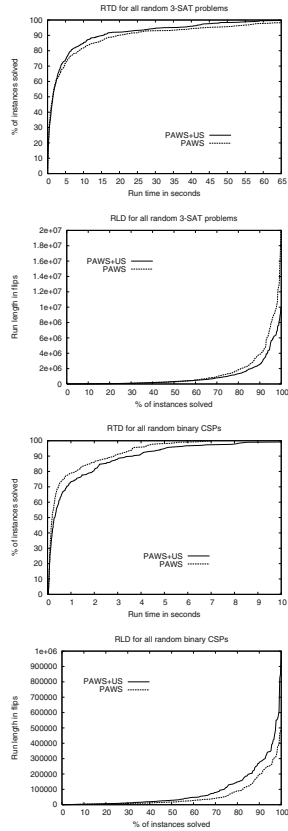 RTD for all random 3-SAT problems
100
90
80
70
60
50
40
30
20
10
0
% of instances solved
PAWS+US
PAWS
0 5 10 15 20 25 30 35 40 45 50 55 60 65
Run time in seconds
RLD for all random 3-SAT problems
2e+07
1.8e+07
1.6e+07
1.4e+07
1.2e+07
1e+07
8e+06
6e+06
4e+06
2e+06
0
Run length in flips
PAWS+US
PAWS
0 10 20 30 40 50 60 70 80 90 100
% of instances solved
RTD for all random binary CSPs
100
90
80
70
60
50
40
30
20
10
0
% of instances solved
PAWS+US
PAWS
0 1 2 3 4 5 6 7 8 9 10
Run time in seconds
RLD for all random binary CSPs
1e+06
900000
800000
700000
600000
500000
400000
300000
200000
100000
0
Run length in flips
PAWS+US
PAWS
0 10 20 30 40 50 60 70 80 90 100
% of instances solved